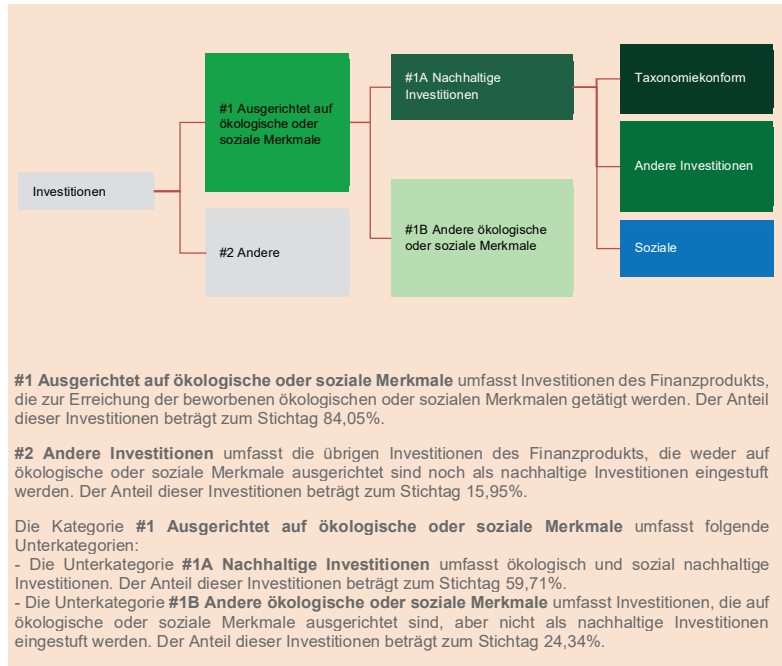 #1A Nachhaltige
Investitionen
Taxonomiekonform
#1 Ausgerichtet auf
ökologische oder
soziale Merkmale
Andere Investitionen
Investitionen
#1B Andere ökologische
oder soziale Merkmale
#2 Andere
Soziale
#1 Ausgerichtet auf ökologische oder soziale Merkmale umfasst Investitionen des Finanzprodukts,
die zur Erreichung der beworbenen ökologischen oder sozialen Merkmalen getätigt werden. Der Anteil
dieser Investitionen beträgt zum Stichtag 84,05%.
#2 Andere Investitionen umfasst die übrigen Investitionen des Finanzprodukts, die weder auf
ökologische oder soziale Merkmale ausgerichtet sind noch als nachhaltige Investitionen eingestuft
werden. Der Anteil dieser Investitionen beträgt zum Stichtag 15,95%.
Die Kategorie #1 Ausgerichtet auf ökologische oder soziale Merkmale umfasst folgende
Unterkategorien:
- Die Unterkategorie #1A Nachhaltige Investitionen umfasst ökologisch und sozial nachhaltige
Investitionen. Der Anteil dieser Investitionen beträgt zum Stichtag 59,71%.
- Die Unterkategorie #1B Andere ökologische oder soziale Merkmale umfasst Investitionen, die auf
ökologische oder soziale Merkmale ausgerichtet sind, aber nicht als nachhaltige Investitionen
eingestuft werden. Der Anteil dieser Investitionen beträgt zum Stichtag 24,34%.